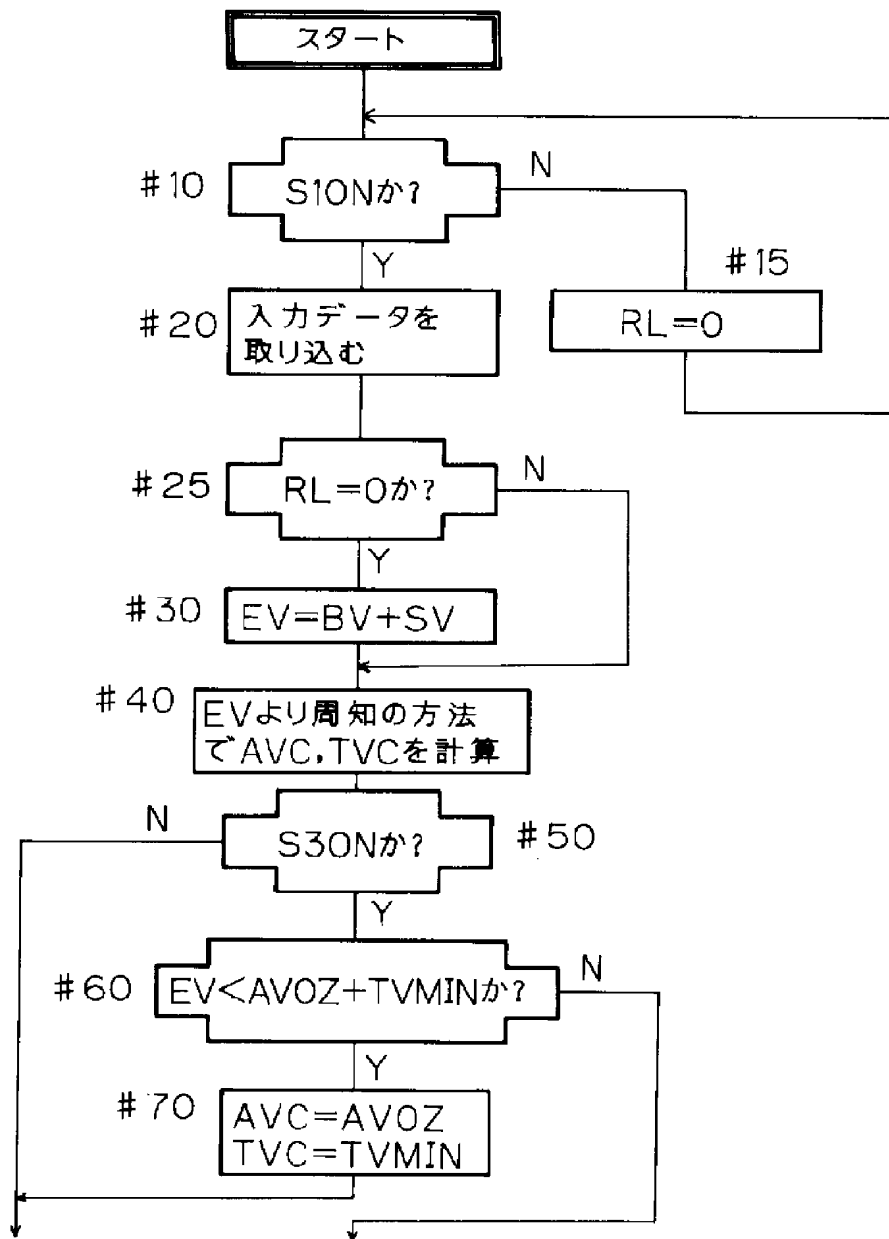 スタート
#10
S1ONか?
N
Y
#15
RL=0
#20
入力データを
取り込む
#25
RL=0か?
N
Y
#30
EV=BV+SV
#40
EVより周知の方法
でAVC,TVCを計算
N
S3ONか?
#50
Y
#60
EV<AVOZ+TVMINか?
N
Y
#70
AVC=AVOZ
TVC=TVMIN